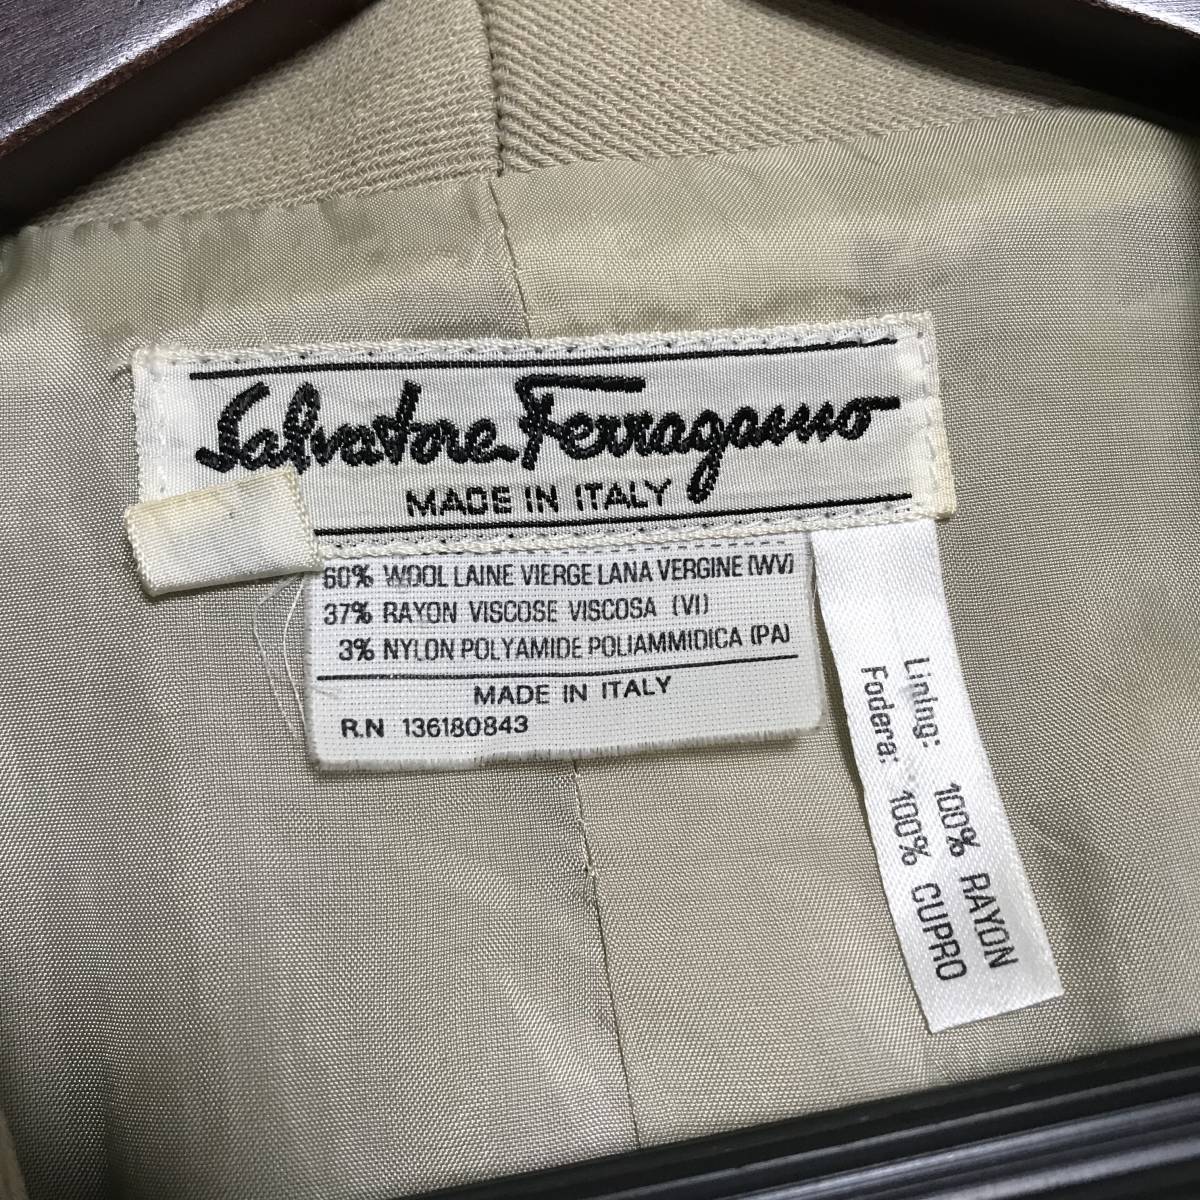 Salvatore Ferragamo
MADE IN ITALY
60% WOOL LAINE VIERGE LANA VERGINE (WV)
37% RAYON VISCOSE VISCOSA (VI)
3% NYLON POLYAMIDE POLIAMMIDICA (PA)
MADE IN ITALY
R.N 136180843
Lining: 100% RAYON
Fodera: 100% CUPRO